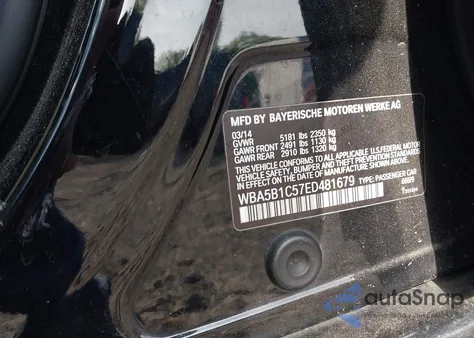 MFD BY BAYERISCHE MOTOREN WERKE AG
03/14
GVWR 5181 lbs 2350 kg
GAWR FRONT 2491 lbs 1130 kg
GAWR REAR 2910 lbs 1320 kg
THIS VEHICLE CONFORMS TO ALL APPLICABLE U.S. FEDERAL MOTOR
VEHICLE SAFETY, BUMPER, AND THEFT PREVENTION STANDARDS
IN EFFECT ON THE DATE OF MANUFACTURE SHOWN ABOVE.
WBA5B1C57ED481679 TYPE: PASSENGER CAR
autaSnap